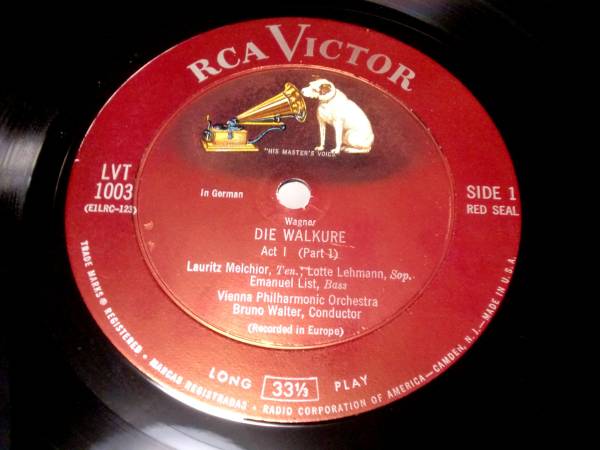 RCA VICTOR
"HIS MASTER'S VOICE"
LVT
1003
(E1LRC-123)
In German
SIDE 1
RED SEAL
Wagner
DIE WALKURE
Act I (Part 1)
Lauritz Melchior, Ten.; Lotte Lehmann, Sop.
Emanuel List, Bass
Vienna Philharmonic Orchestra
Bruno Walter, Conductor
(Recorded in Europe)
LONG 33⅓ PLAY
TRADE MARKS ® REGISTERED • MARCAS REGISTRADAS • RADIO CORPORATION OF AMERICA—CAMDEN, N.J.—MADE IN U.S.A.